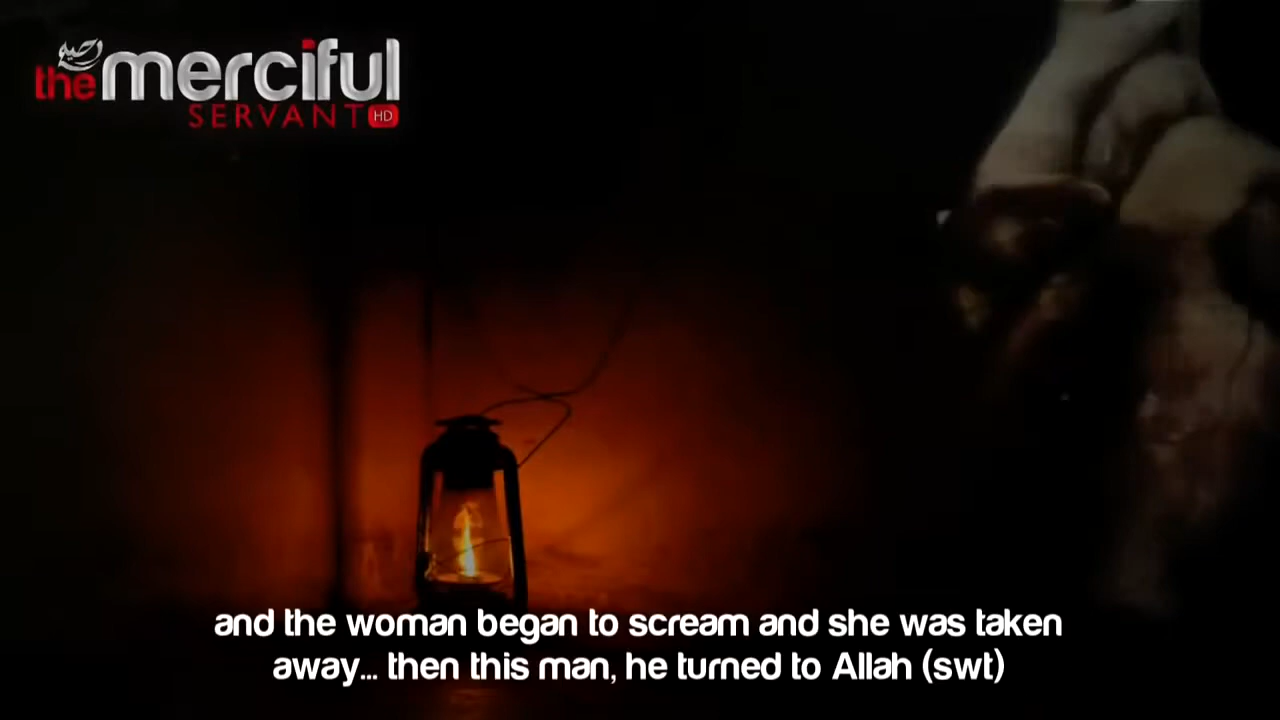 the merciful
SERVANT HD
and the woman began to scream and she was taken
away... then this man, he turned to Allah (swt)